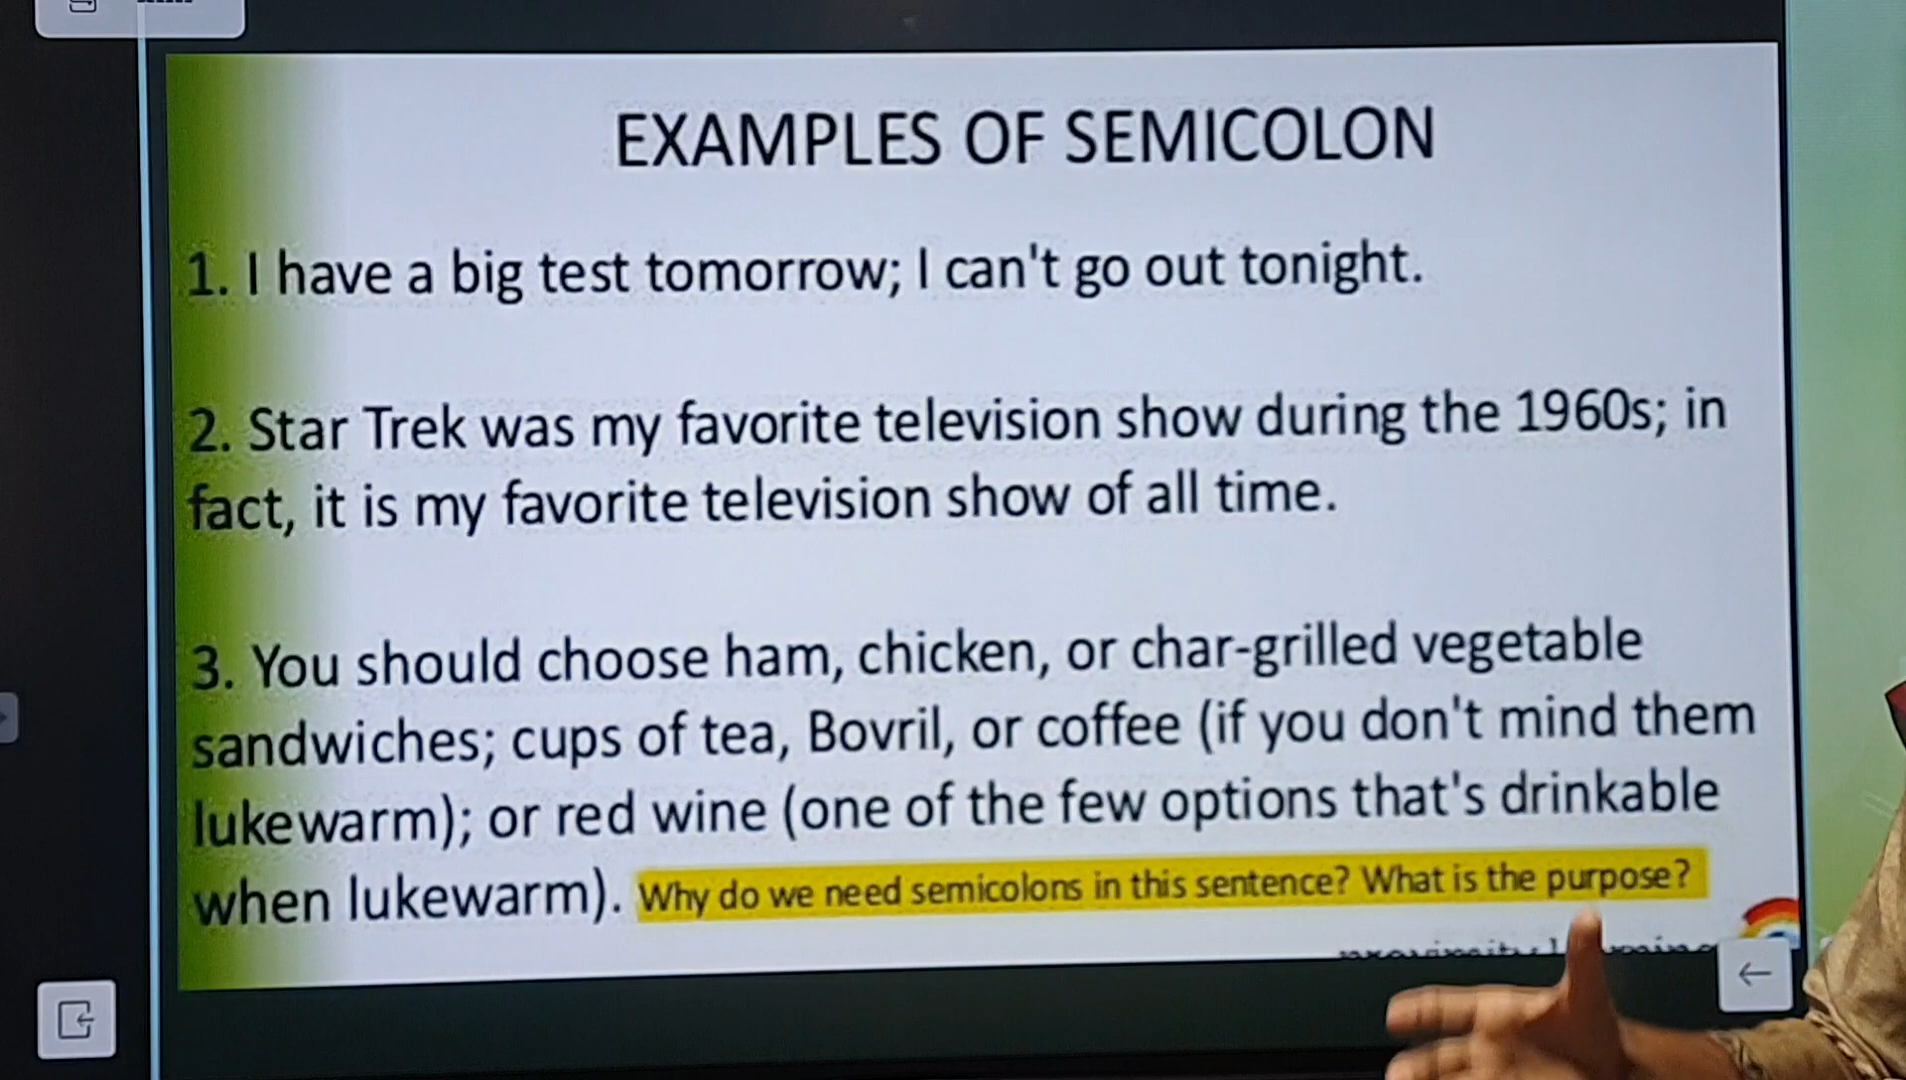 EXAMPLES OF SEMICOLON
1. I have a big test tomorrow; I can't go out tonight.
2. Star Trek was my favorite television show during the 1960s; in
fact, it is my favorite television show of all time.
3. You should choose ham, chicken, or char-grilled vegetable
sandwiches; cups of tea, Bovril, or coffee (if you don't mind them
lukewarm); or red wine (one of the few options that's drinkable
when lukewarm). Why do we need semicolons in this sentence? What is the purpose?